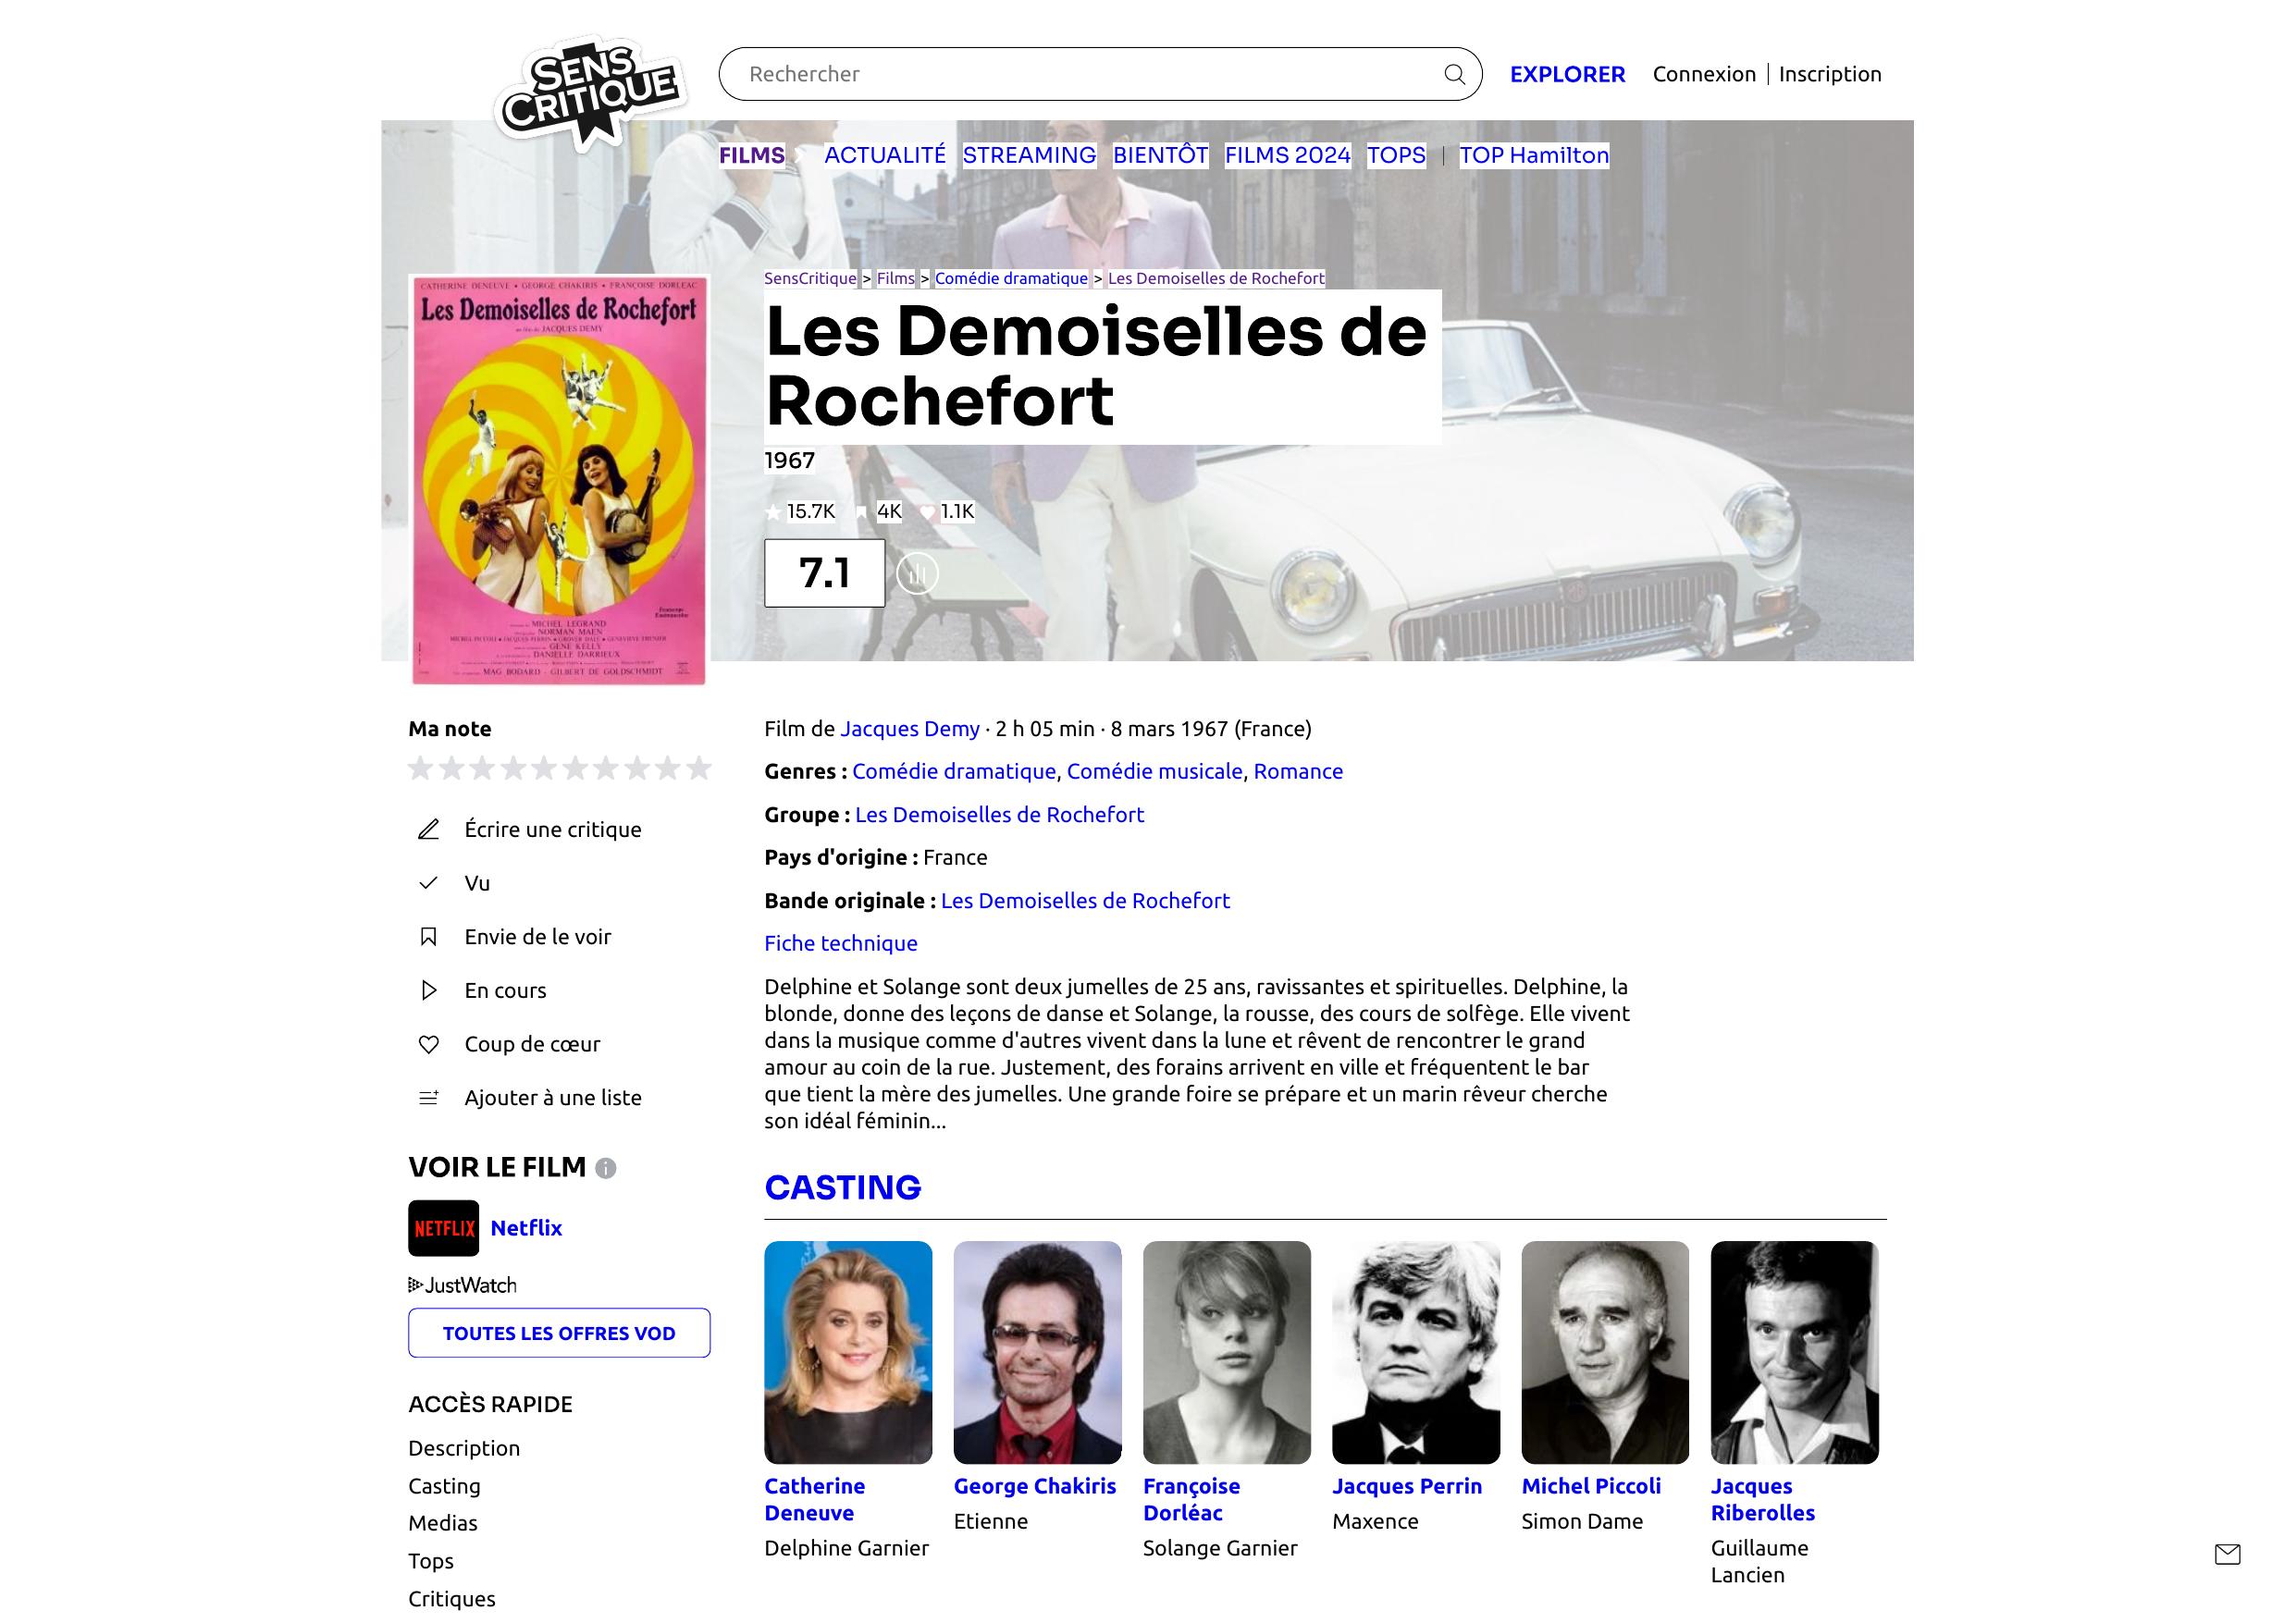 SENS
CRITIQUE
Rechercher
EXPLORER
Connexion | Inscription
FILMS
ACTUALITÉ STREAMING BIENTÔT FILMS 2024 TOPS | TOP Hamilton
CATHERINE DENEUVE • GEORGE CHAKIRIS • FRANÇOISE DORLEAC
Les Demoiselles de Rochefort
un film de JACQUES DEMY
MICHEL LEGRAND
NORMAN MAEN
GENE KELLY
DANIELLE DARRIEUX
MAG BODARD - GILBERT DE GOLDSCHMIDT
SensCritique > Films > Comédie dramatique > Les Demoiselles de Rochefort
Les Demoiselles de
Rochefort
1967
15.7K 4K 1.1K
7.1
Ma note
Écrire une critique
Vu
Envie de le voir
En cours
Coup de cœur
Ajouter à une liste
VOIR LE FILM
NETFLIX Netflix
JustWatch
TOUTES LES OFFRES VOD
ACCÈS RAPIDE
Description
Casting
Medias
Tops
Critiques
Film de Jacques Demy · 2 h 05 min · 8 mars 1967 (France)
Genres : Comédie dramatique, Comédie musicale, Romance
Groupe : Les Demoiselles de Rochefort
Pays d'origine : France
Bande originale : Les Demoiselles de Rochefort
Fiche technique
Delphine et Solange sont deux jumelles de 25 ans, ravissantes et spirituelles. Delphine, la
blonde, donne des leçons de danse et Solange, la rousse, des cours de solfège. Elle vivent
dans la musique comme d'autres vivent dans la lune et rêvent de rencontrer le grand
amour au coin de la rue. Justement, des forains arrivent en ville et fréquentent le bar
que tient la mère des jumelles. Une grande foire se prépare et un marin rêveur cherche
son idéal féminin...
CASTING
Catherine
Deneuve
Delphine Garnier
George Chakiris
Etienne
Françoise
Dorléac
Solange Garnier
Jacques Perrin
Maxence
Michel Piccoli
Simon Dame
Jacques
Riberolles
Guillaume
Lancien